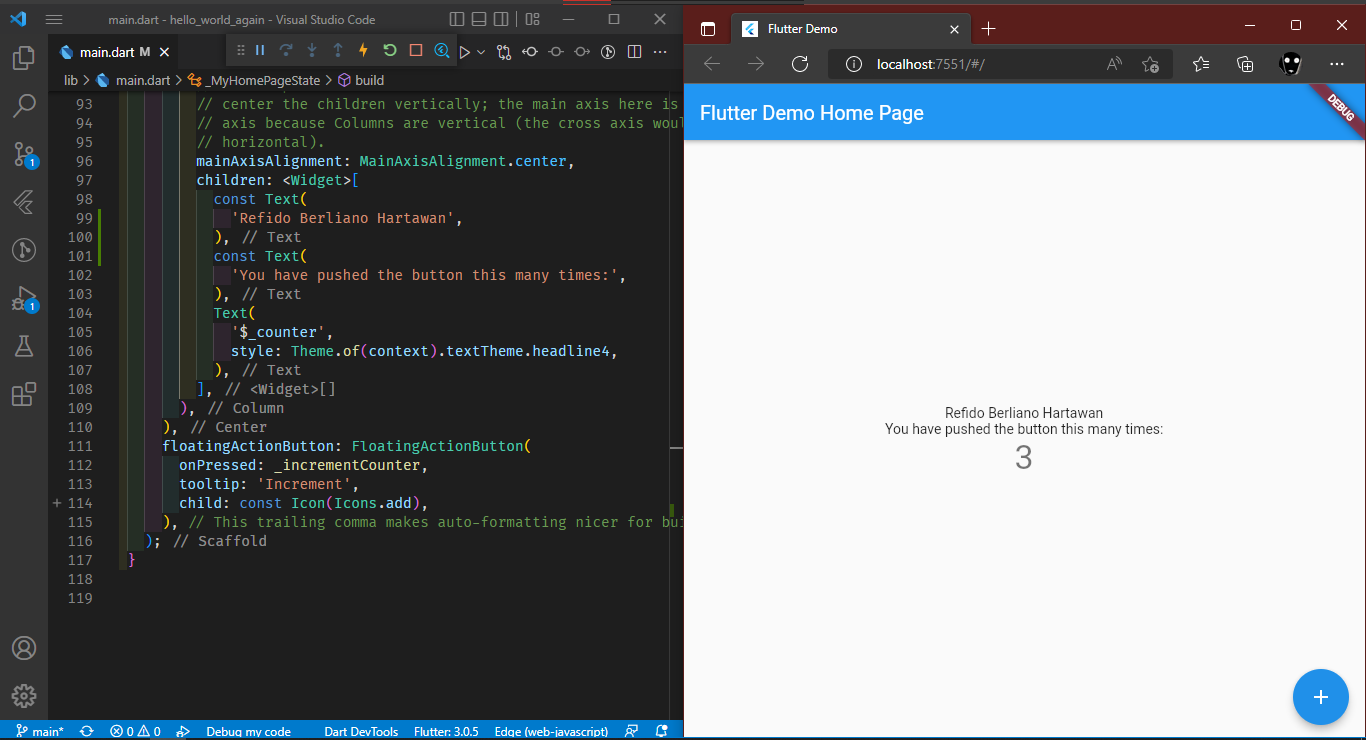 main.dart - hello_world_again - Visual Studio Code
main.dart M
lib > main.dart > _MyHomePageState > build
93 // center the children vertically; the main axis here is
94 // axis because Columns are vertical (the cross axis wou
95 // horizontal).
96 mainAxisAlignment: MainAxisAlignment.center,
97 children: <Widget>[
98 const Text(
99 'Refido Berliano Hartawan',
100 ), // Text
101 const Text(
102 'You have pushed the button this many times:',
103 ), // Text
104 Text(
105 '$_counter',
106 style: Theme.of(context).textTheme.headline4,
107 ), // Text
108 ], // <Widget>[]
109 ), // Column
110 ), // Center
111 floatingActionButton: FloatingActionButton(
112 onPressed: _incrementCounter,
113 tooltip: 'Increment',
114 child: const Icon(Icons.add),
115 ), // This trailing comma makes auto-formatting nicer for bui
116 ); // Scaffold
117 }
118
119
1
1
main* 0 0 Debug my code Dart DevTools Flutter: 3.0.5 Edge (web-javascript)
Flutter Demo
localhost:7551/#/
Flutter Demo Home Page
DEBUG
Refido Berliano Hartawan
You have pushed the button this many times:
3